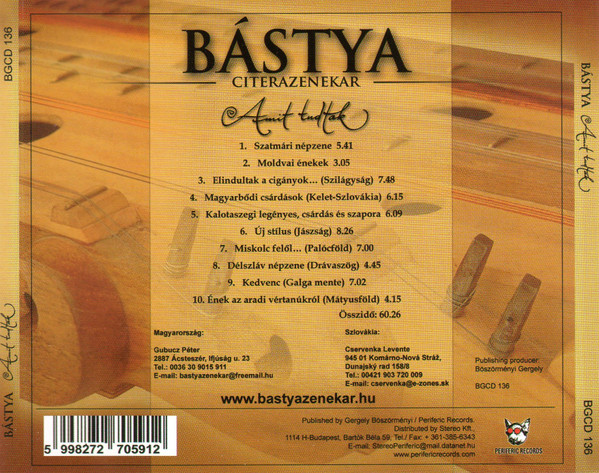 BGCD 136
BÁSTYA
CITERAZENEKAR
Amit tudtok
1. Szatmári népzene 5.41
2. Moldvai énekek 3.05
3. Elindultak a cigányok... (Szilágyság) 7.48
4. Magyarbődi csárdások (Kelet-Szlovákia) 6.15
5. Kalotaszegi legényes, csárdás és szapora 6.09
6. Új stílus (Jászság) 8.26
7. Miskolc felől... (Palócföld) 7.00
8. Délszláv népzene (Drávaszög) 4.45
9. Kedvenc (Galga mente) 7.02
10. Ének az aradi vértanúkról (Mátyusföld) 4.15
Összidő: 60.26
Magyarország:
Gubucz Péter
2887 Ácsteszér, Ifjúság u. 23
Tel.: 0036 30 9015 911
E-mail: bastyazenekar@freemail.hu
Szlovákia:
Cservenka Levente
945 01 Komárno-Nová Stráž,
Dunajský rad 158/8
Tel: 00421 903 720 009
E-mail: cservenka@e-zones.sk
Publishing producer
Böszörményi Gergely
BGCD 136
www.bastyazenekar.hu
Published by Gergely Böszörményi / Periferic Records.
Distributed by Stereo Kft.,
1114 H-Budapest, Bartók Béla 59. Tel./ Fax: + 361-385-6343
E-Mail: StereoPeriferic@mail.datanet.hu
www.perifericrecords.com
PERIFERIC RECORDS
5 998272 705912
BÁSTYA Amit tudtok
BÁSTYA Amit tudtok
BGCD 136